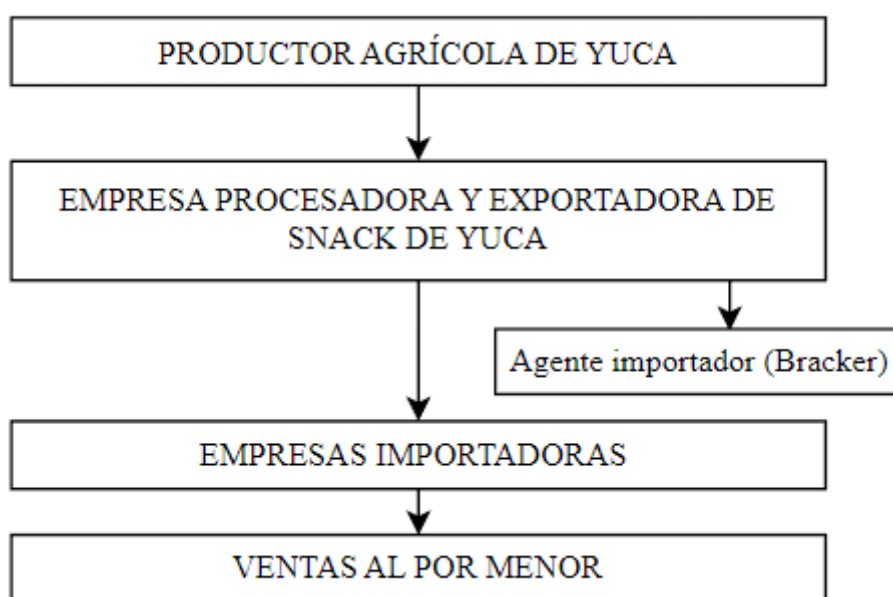 PRODUCTOR AGRÍCOLA DE YUCA
EMPRESA PROCESADORA Y EXPORTADORA DE
SNACK DE YUCA
Agente importador (Bracker)
EMPRESAS IMPORTADORAS
VENTAS AL POR MENOR